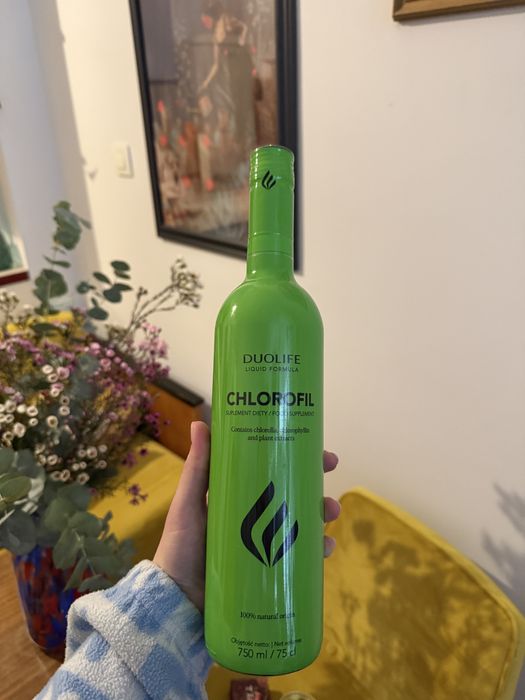 DUOLIFE
LIQUID FORMULA
CHLOROFIL
SUPLEMENT DIETY / FOOD SUPPLEMENT
Contains chlorella, chlorophyllin
and plant extracts
100% natural origin
Objętość netto: | Net volume:
750 ml / 75 cl